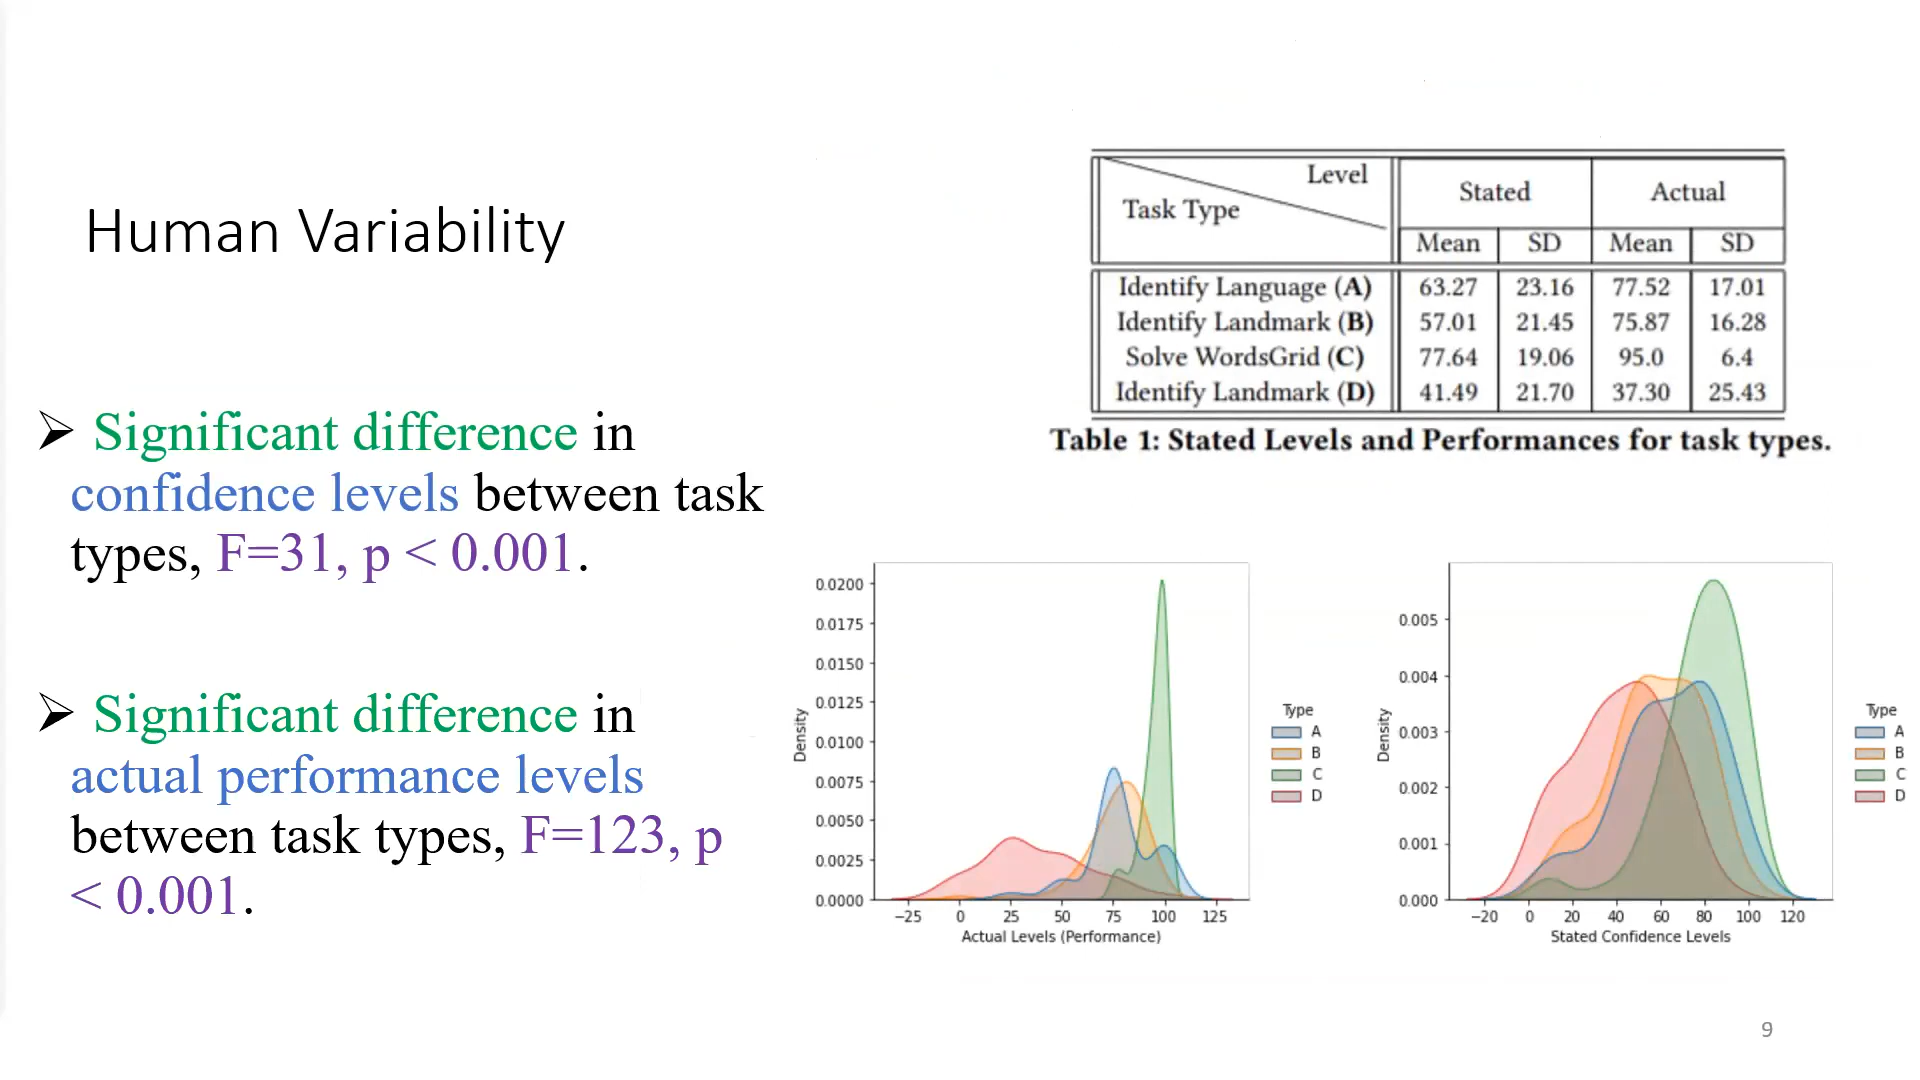 Human Variability
➢ Significant difference in
confidence levels between task
types, F=31, p < 0.001.
➢ Significant difference in
actual performance levels
between task types, F=123, p
< 0.001.
Level
Task Type
Stated Actual
Mean SD Mean SD
Identify Language (A) 63.27 23.16 77.52 17.01
Identify Landmark (B) 57.01 21.45 75.87 16.28
Solve WordsGrid (C) 77.64 19.06 95.0 6.4
Identify Landmark (D) 41.49 21.70 37.30 25.43
Table 1: Stated Levels and Performances for task types.
0.0200
0.0175
0.0150
0.0125
0.0100
0.0075
0.0050
0.0025
0.0000
Density
−25 0 25 50 75 100 125
Actual Levels (Performance)
Type
A
B
C
D
0.005
0.004
0.003
0.002
0.001
0.000
Density
−20 0 20 40 60 80 100 120
Stated Confidence Levels
Type
A
B
C
D
9